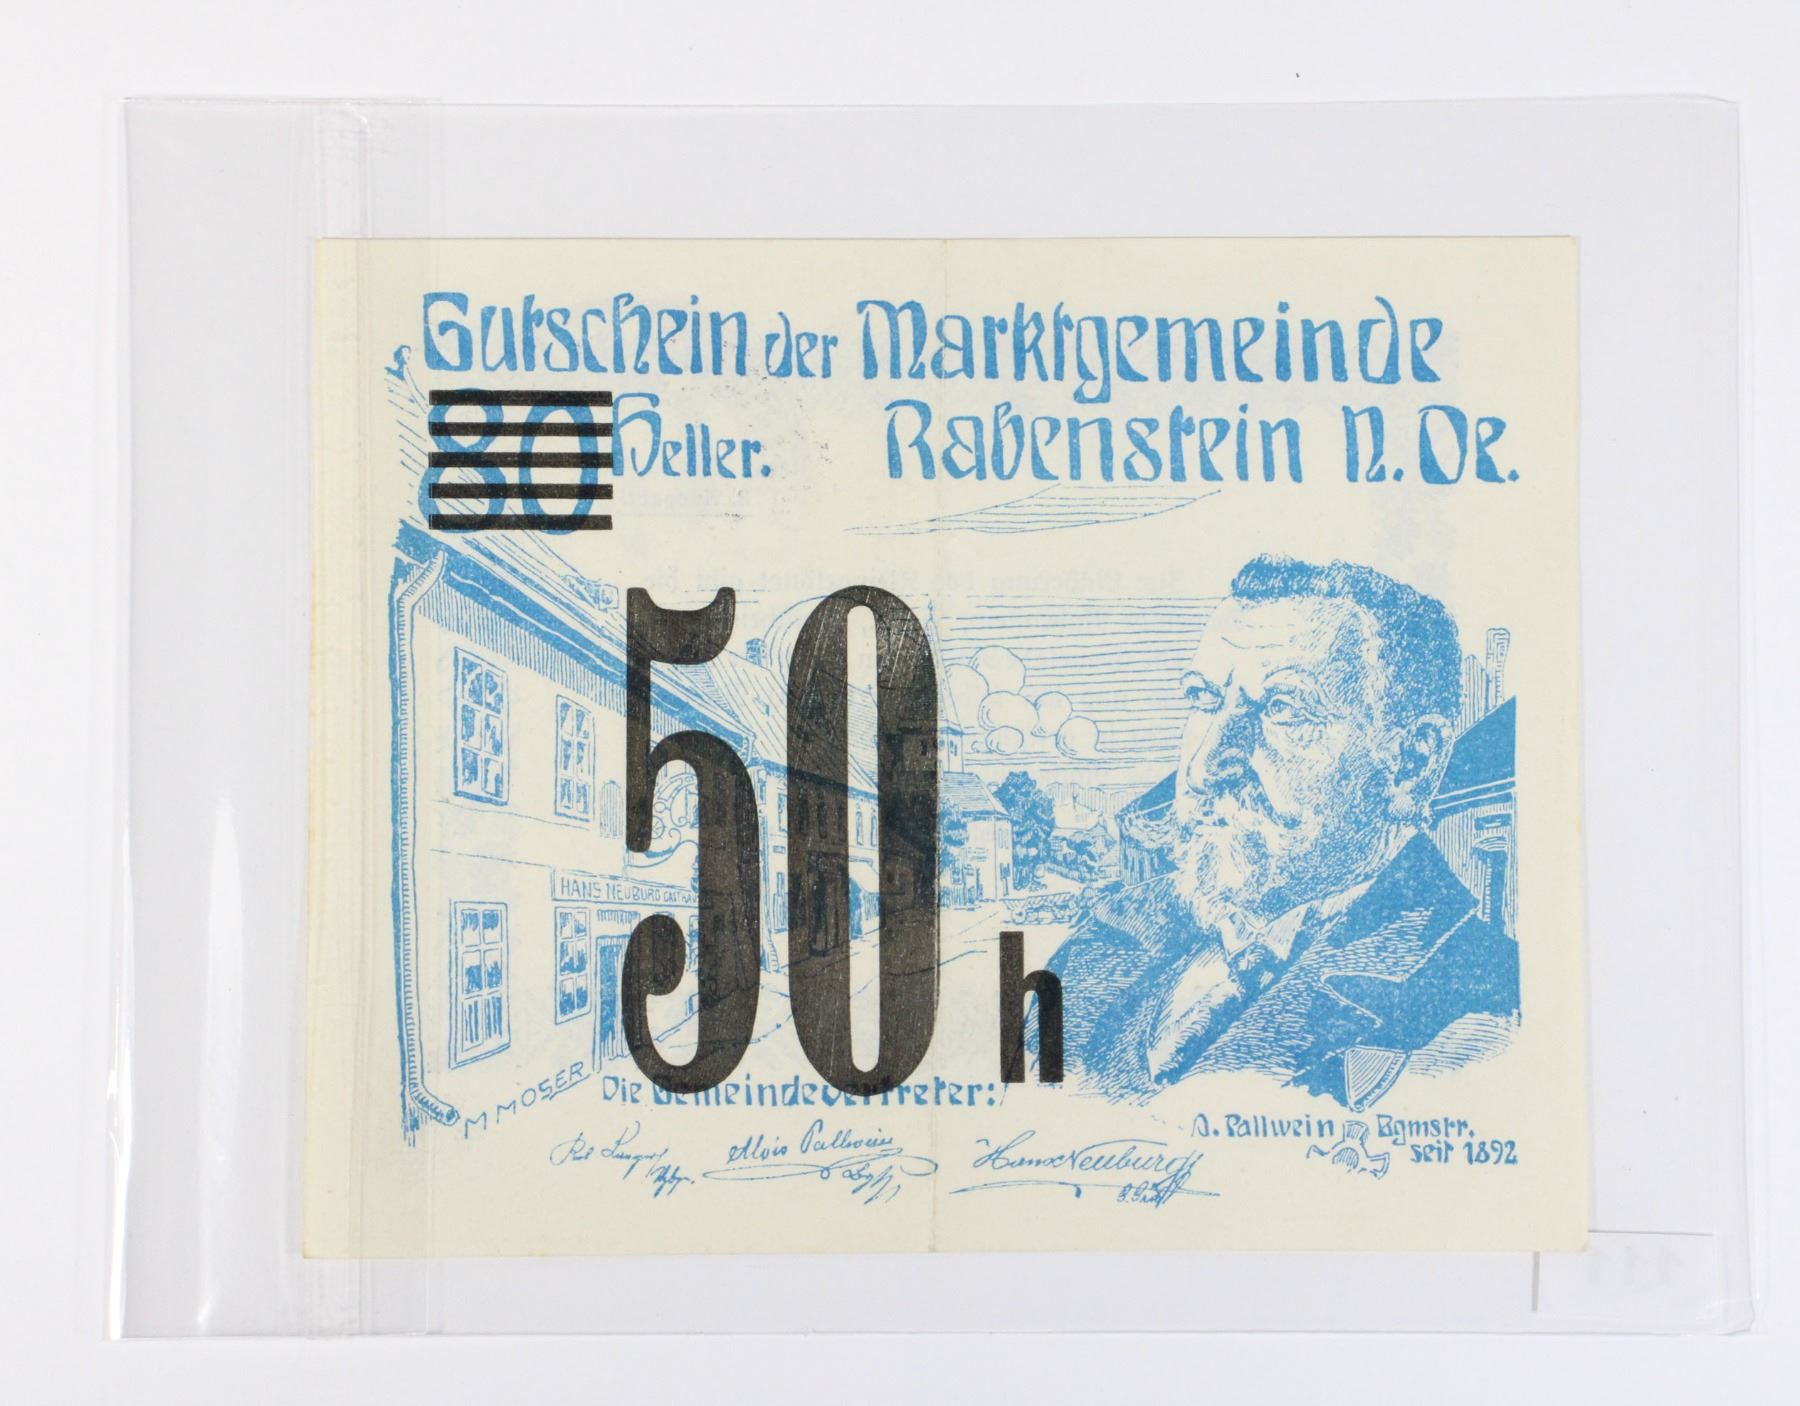 Gutschein der Marktgemeinde
80 Heller. Rabenstein N. Oe.
50 h
HANS NEUBURG GASTHAUS
M MOSER
Die Gemeindevertreter:
Alois Pallwein
Hans Neuburg
A. Pallwein Bgmstr.
seit 1892
111